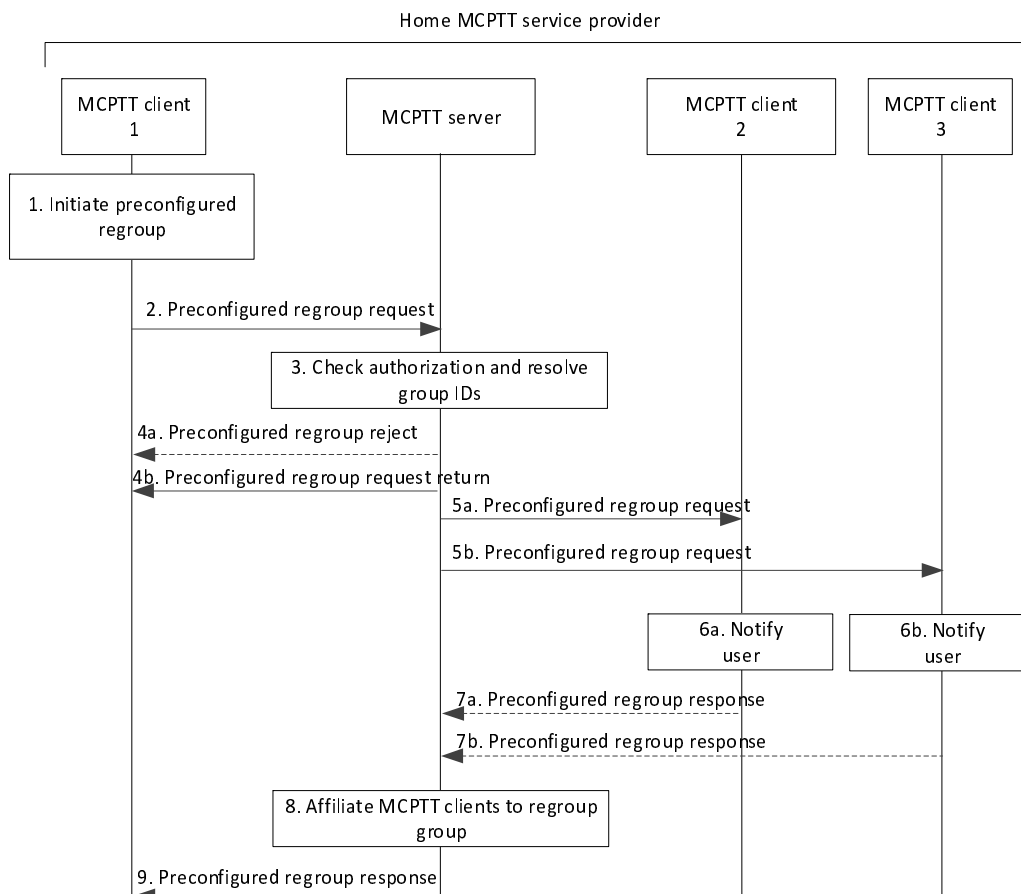 Home MCPTT service provider
MCPTT client
1
MCPTT server
MCPTT client
2
MCPTT client
3
1. Initiate preconfigured
regroup
2. Preconfigured regroup request
3. Check authorization and resolve
group IDs
4a. Preconfigured regroup reject
4b. Preconfigured regroup request return
5a. Preconfigured regroup request
5b. Preconfigured regroup request
6a. Notify
user
6b. Notify
user
7a. Preconfigured regroup response
7b. Preconfigured regroup response
8. Affiliate MCPTT clients to regroup
group
9. Preconfigured regroup response